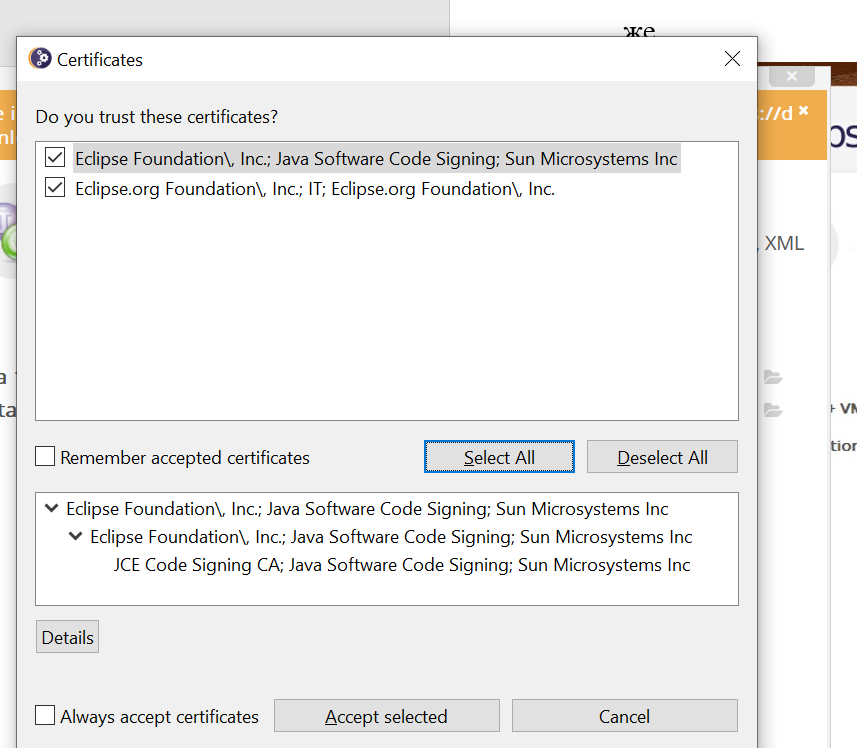 же
Certificates
Do you trust these certificates?
Eclipse Foundation\, Inc.; Java Software Code Signing; Sun Microsystems Inc
Eclipse.org Foundation\, Inc.; IT; Eclipse.org Foundation\, Inc.
://d
, XML
Remember accepted certificates
Select All
Deselect All
Eclipse Foundation\, Inc.; Java Software Code Signing; Sun Microsystems Inc
Eclipse Foundation\, Inc.; Java Software Code Signing; Sun Microsystems Inc
JCE Code Signing CA; Java Software Code Signing; Sun Microsystems Inc
Details
Always accept certificates
Accept selected
Cancel